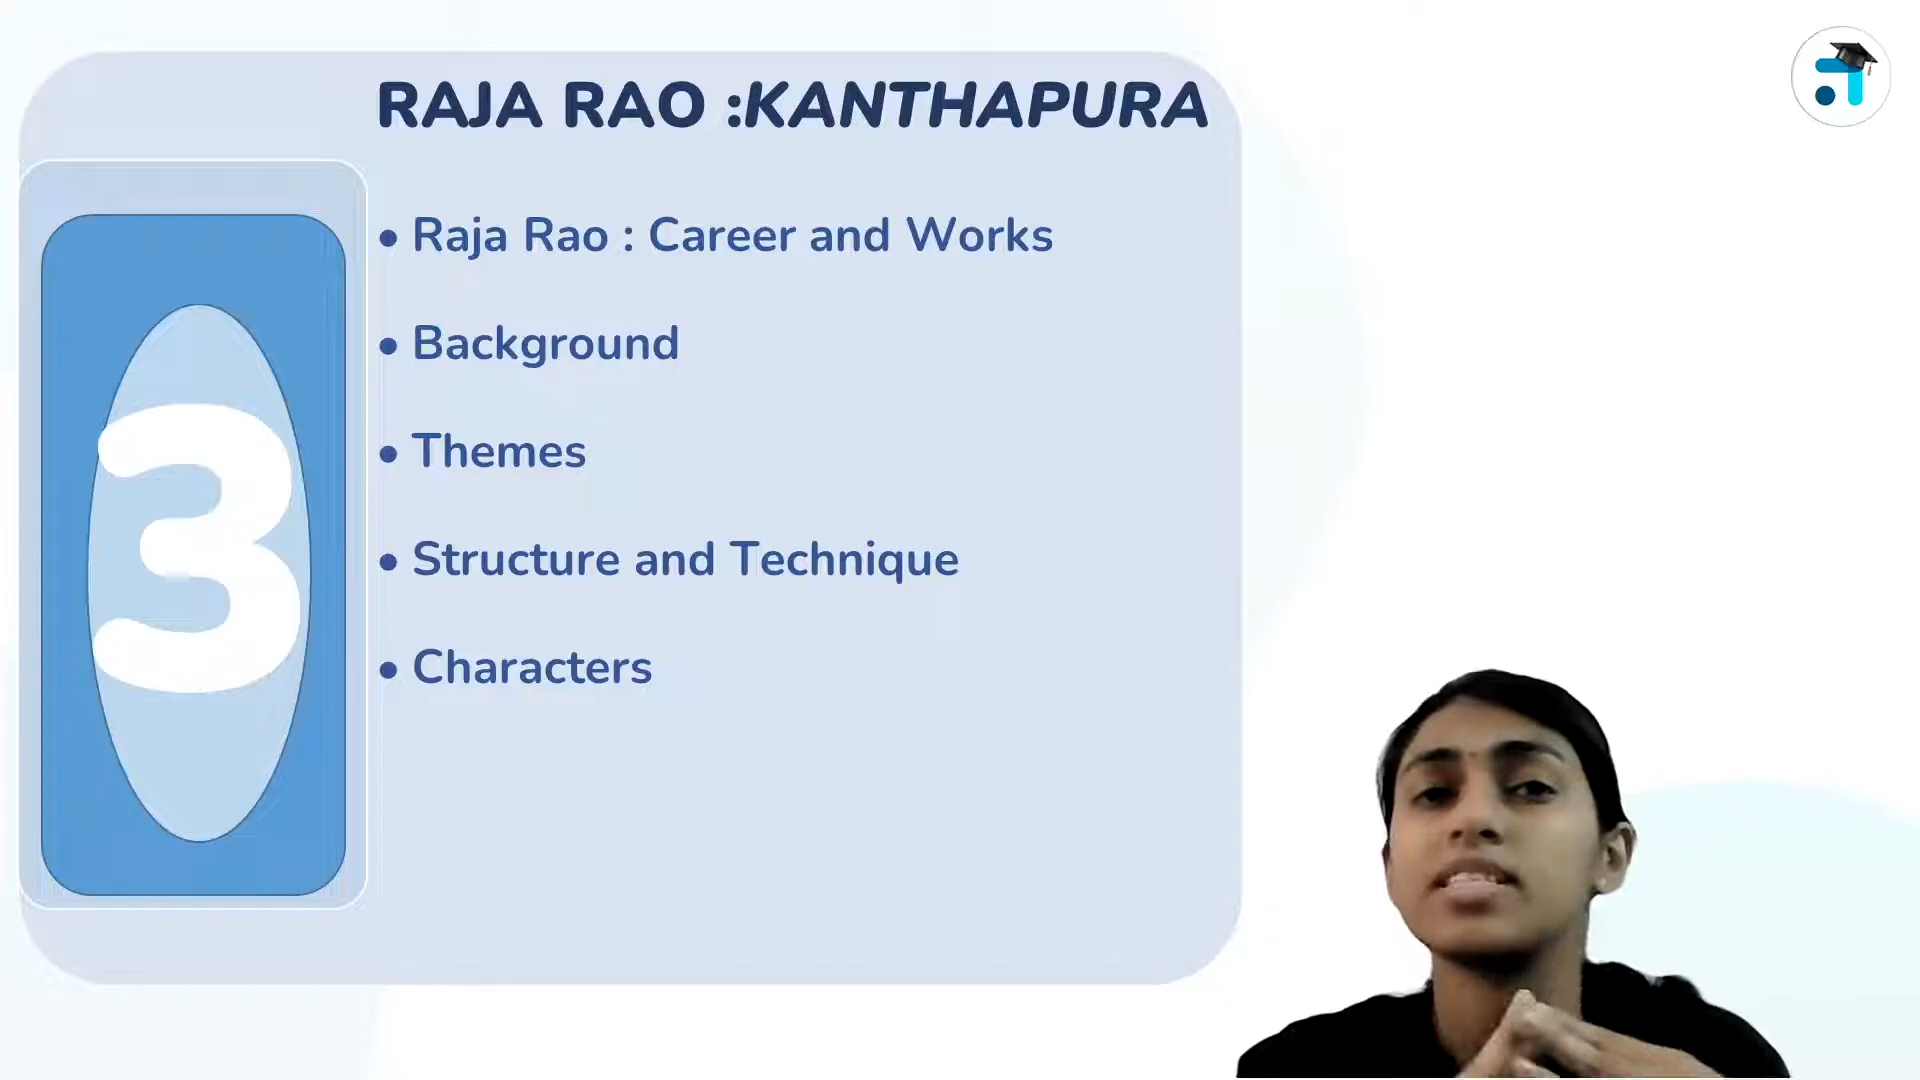 RAJA RAO :KANTHAPURA
3
• Raja Rao : Career and Works
• Background
• Themes
• Structure and Technique
• Characters